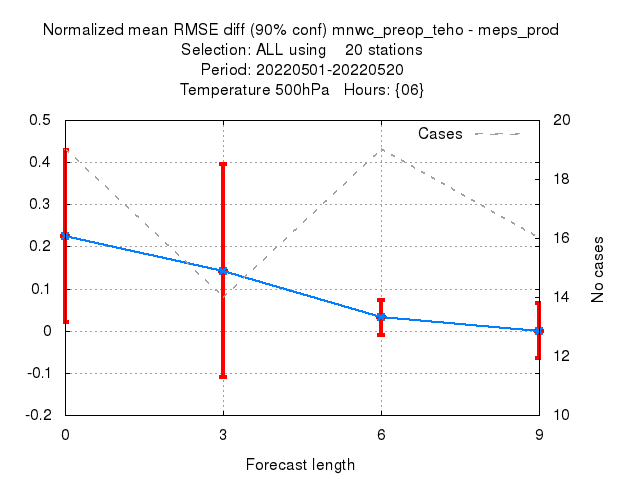 Normalized mean RMSE diff (90% conf) mnwc_preop_teho - meps_prod
Selection: ALL using    20 stations
Period: 20220501-20220520
Temperature 500hPa   Hours: {06}
Cases
0.5
0.4
0.3
0.2
0.1
0
-0.1
-0.2
20
18
16
14
12
10
No cases
0 3 6 9
Forecast length